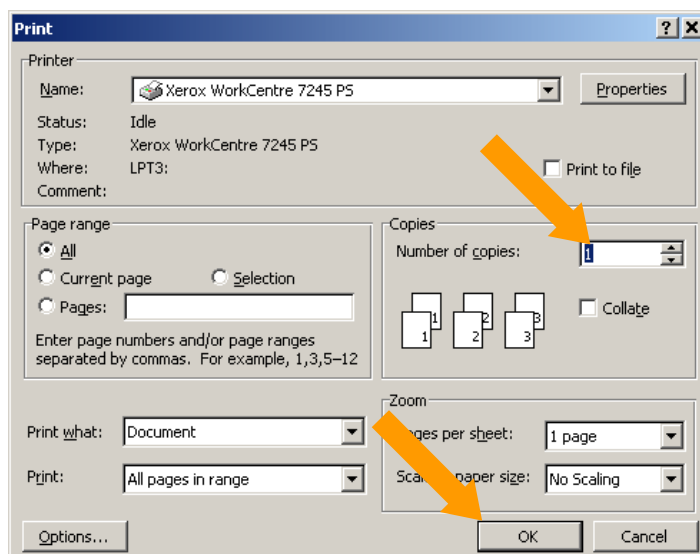 Print
Printer
Name: Xerox WorkCentre 7245 PS Properties
Status: Idle
Type: Xerox WorkCentre 7245 PS
Where: LPT3: Print to file
Comment:
Page range
All
Current page Selection
Pages:
Enter page numbers and/or page ranges
separated by commas. For example, 1,3,5–12
Copies
Number of copies: 1
1 2 3
1 2 3
Collate
Print what: Document
Print: All pages in range
Zoom
per sheet: 1 page
paper size: No Scaling
Options... OK Cancel